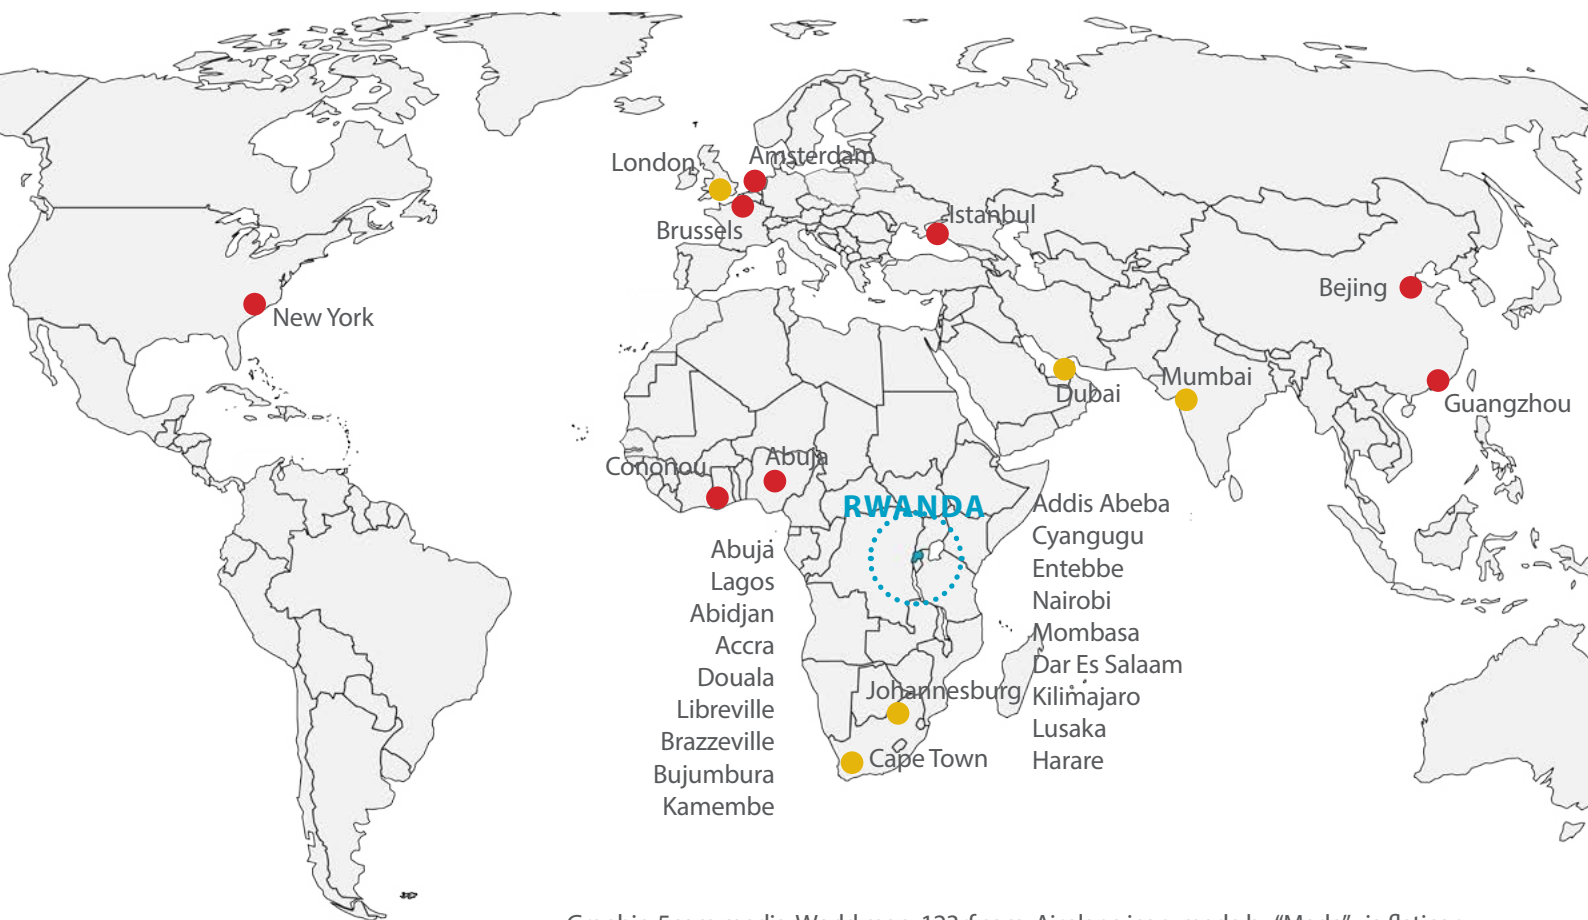 London
Amsterdam
Brussels
Istanbul
New York
Bejing
Dubai
Mumbai
Guangzhou
Cononou
Abuja
RWANDA
Abuja
Lagos
Abidjan
Accra
Douala
Libreville
Brazzeville
Bujumbura
Kamembe
Addis Abeba
Cyangugu
Entebbe
Nairobi
Mombasa
Dar Es Salaam
Kilimajaro
Lusaka
Harare
Johannesburg
Cape Town